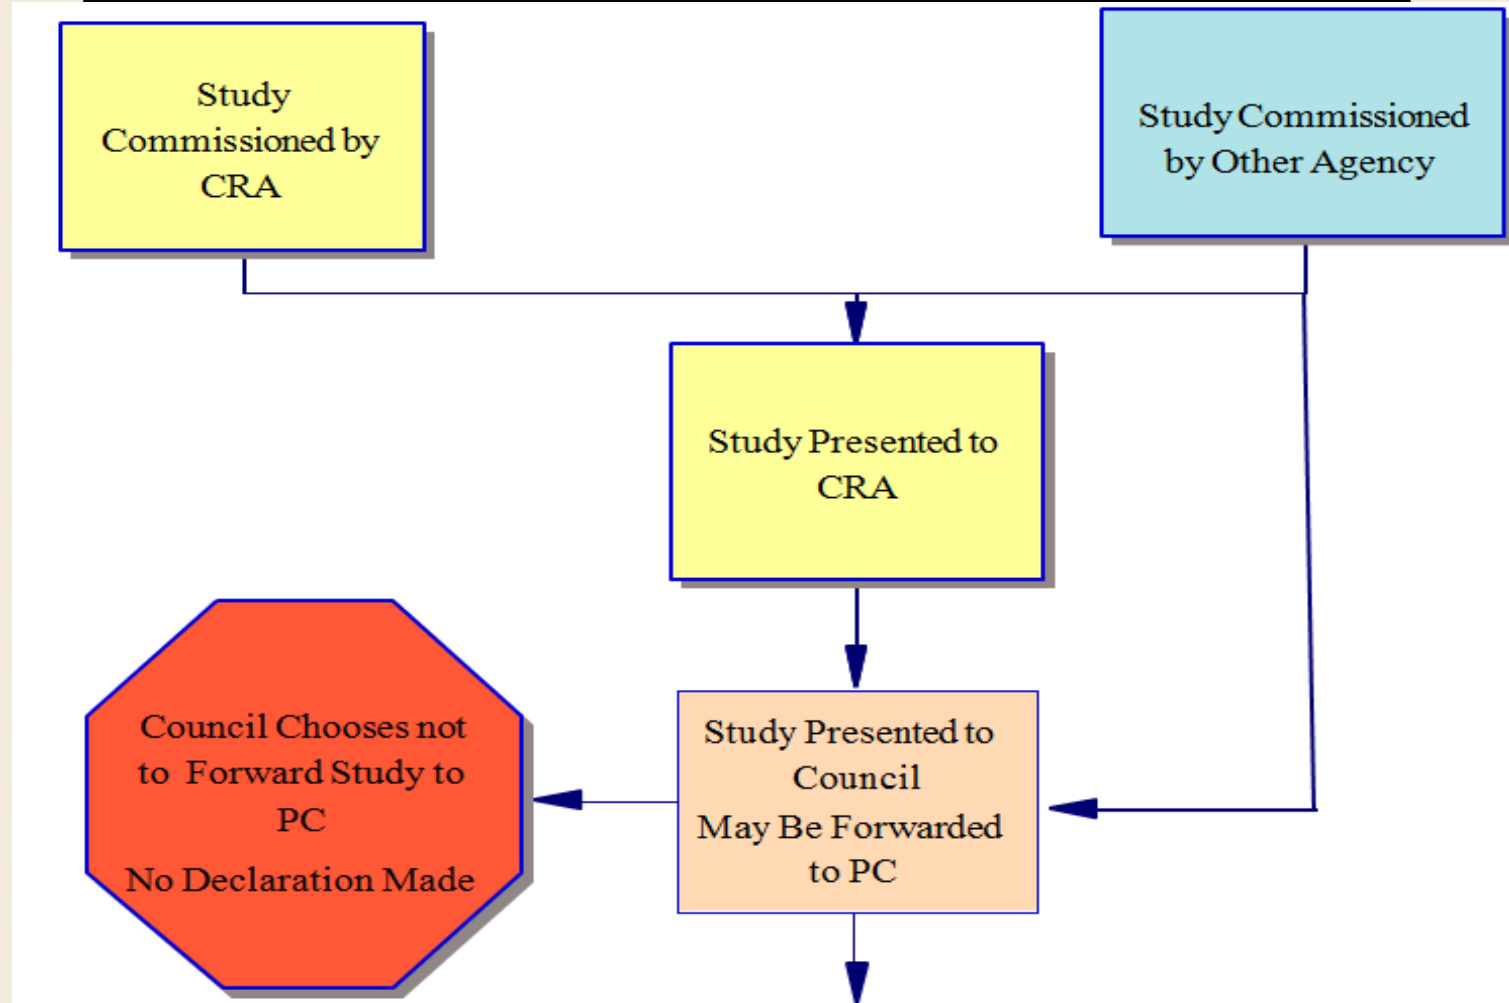 Study
Commissioned by
CRA
Study Commissioned
by Other Agency
Study Presented to
CRA
Council Chooses not
to Forward Study to
PC
No Declaration Made
Study Presented to
Council
May Be Forwarded
to PC